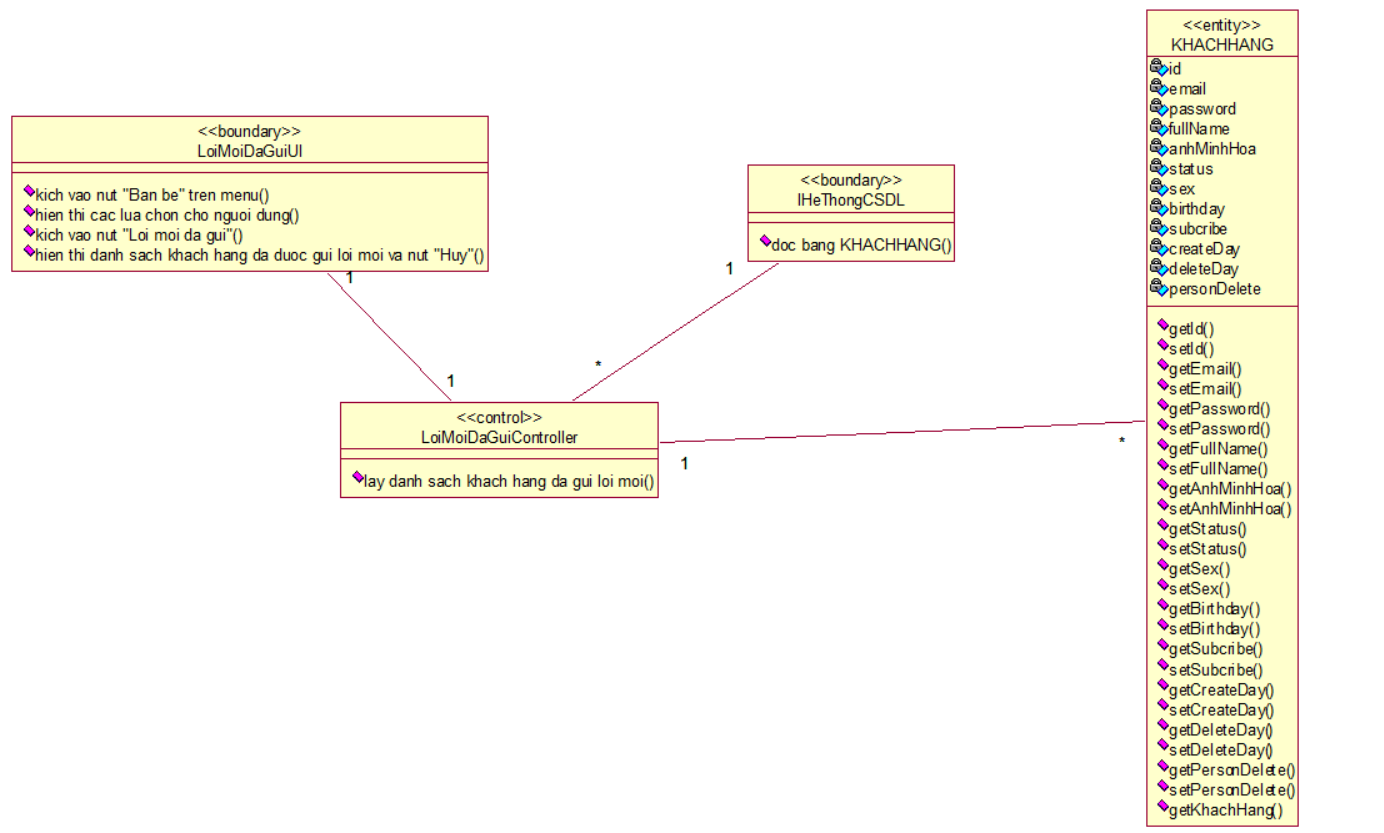 <<boundary>>
LoiMoiDaGuiUI
kich vao nut "Ban be" tren menu()
hien thi cac lua chon cho nguoi dung()
kich vao nut "Loi moi da gui"()
hien thi danh sach khach hang da duoc gui loi moi va nut "Huy"()
1
1
<<boundary>>
IHeThongCSDL
doc bang KHACHHANG()
1
*
<<control>>
LoiMoiDaGuiController
lay danh sach khach hang da gui loi moi()
1
*
<<entity>>
KHACHHANG
id
email
password
fullName
anhMinhHoa
status
sex
birthday
subcribe
createDay
deleteDay
personDelete
getId()
setId()
getEmail()
setEmail()
getPassword()
setPassword()
getFullName()
setFullName()
getAnhMinhHoa()
setAnhMinhHoa()
getStatus()
setStatus()
getSex()
setSex()
getBirthday()
setBirthday()
getSubcribe()
setSubcribe()
getCreateDay()
setCreateDay()
getDeleteDay()
setDeleteDay()
getPersonDelete()
setPersonDelete()
getKhachHang()